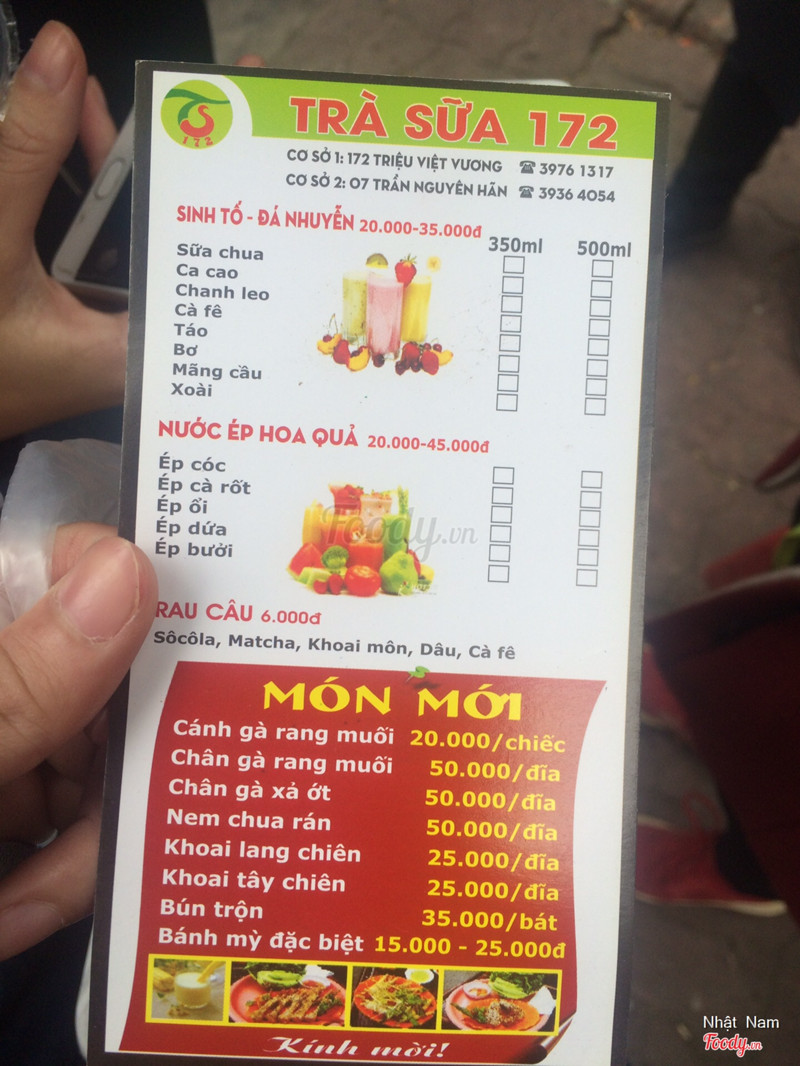 TS
172
TRÀ SỮA 172
CƠ SỞ 1: 172 TRIỆU VIỆT VƯƠNG ☎ 3976 1317
CƠ SỞ 2: 07 TRẦN NGUYÊN HÃN ☎ 3936 4054
SINH TỐ - ĐÁ NHUYỄN 20.000-35.000đ
350ml 500ml
Sữa chua
Ca cao
Chanh leo
Cà fê
Táo
Bơ
Mãng cầu
Xoài
NƯỚC ÉP HOA QUẢ 20.000-45.000đ
Ép cóc
Ép cà rốt
Ép ổi
Ép dứa
Ép bưởi
Foody.vn
RAU CÂU 6.000đ
Sôcôla, Matcha, Khoai môn, Dâu, Cà fê
MÓN MỚI
Cánh gà rang muối 20.000/chiếc
Chân gà rang muối 50.000/đĩa
Chân gà xả ớt 50.000/đĩa
Nem chua rán 50.000/đĩa
Khoai lang chiên 25.000/đĩa
Khoai tây chiên 25.000/đĩa
Bún trộn 35.000/bát
Bánh mỳ đặc biệt 15.000 - 25.000đ
Kính mời!
Nhật Nam
Foody.vn